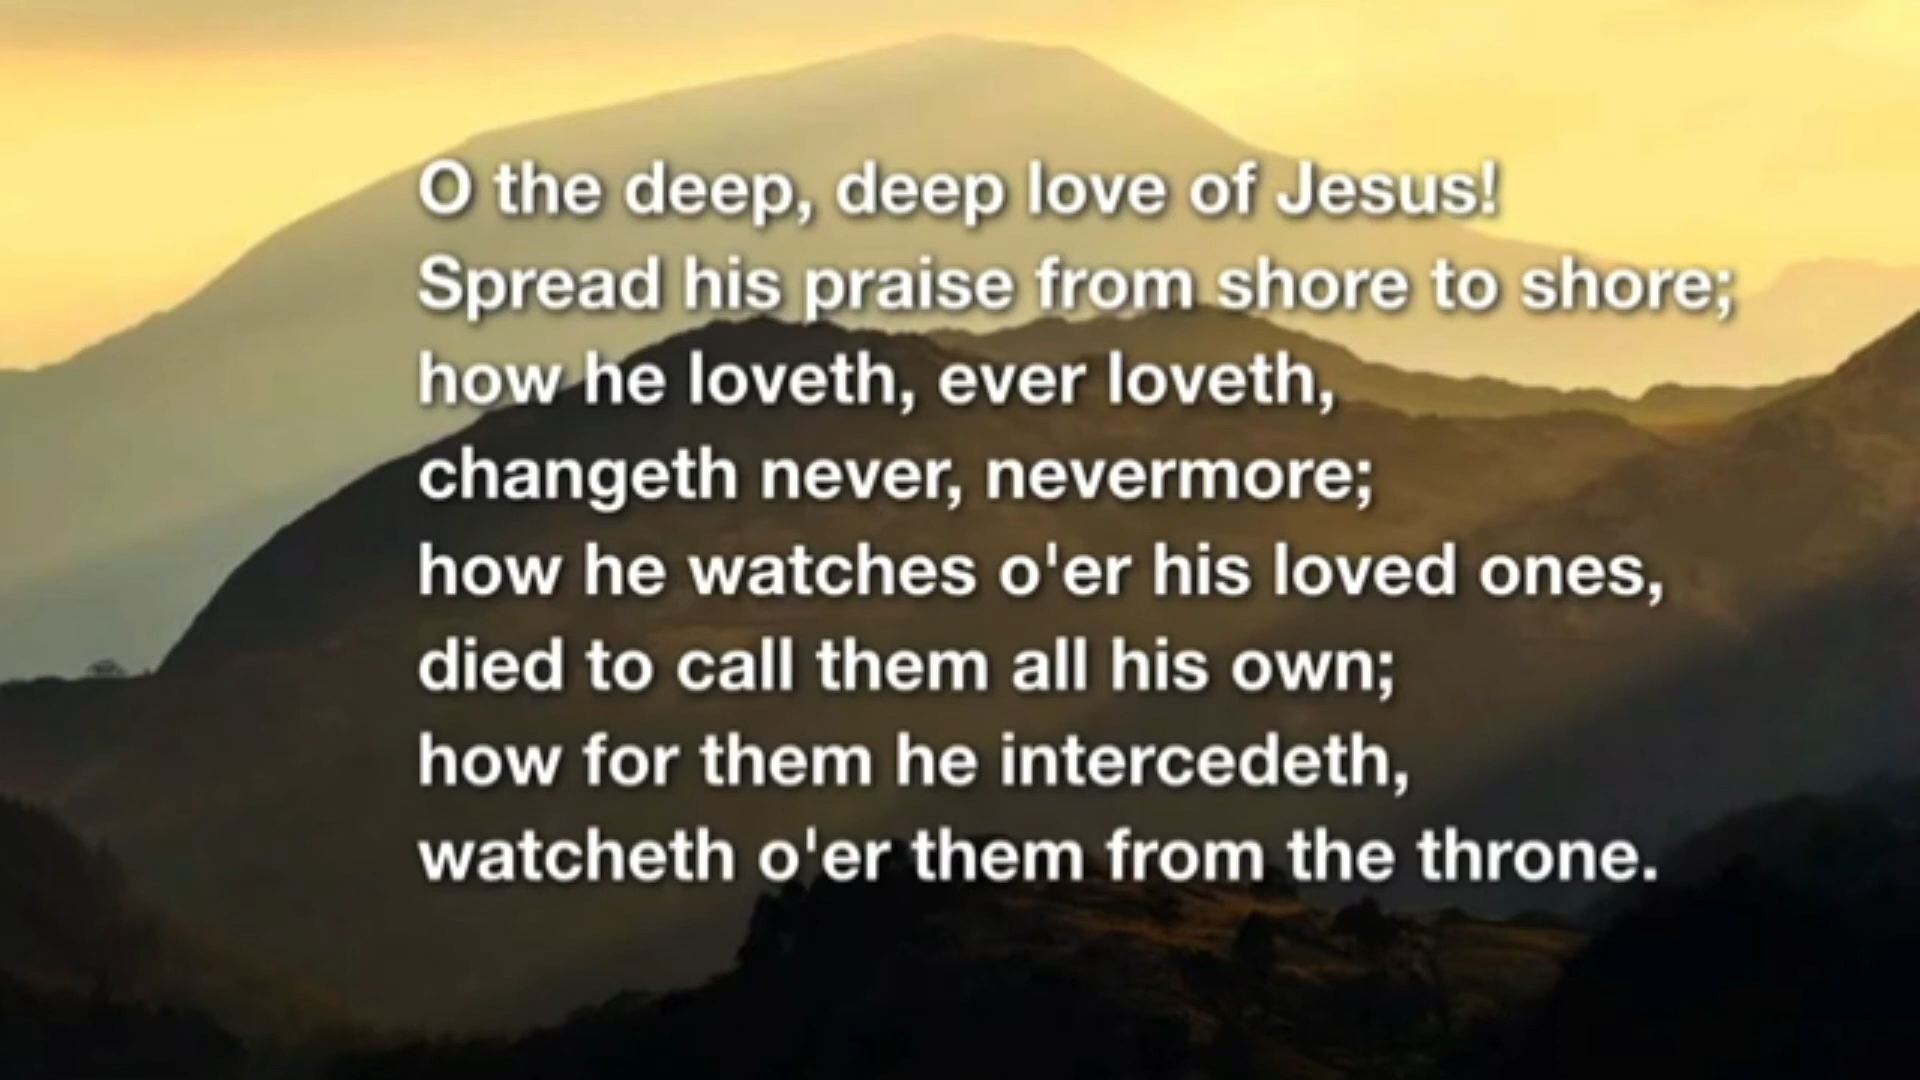 O the deep, deep love of Jesus!
Spread his praise from shore to shore;
how he loveth, ever loveth,
changeth never, nevermore;
how he watches o'er his loved ones,
died to call them all his own;
how for them he intercedeth,
watcheth o'er them from the throne.